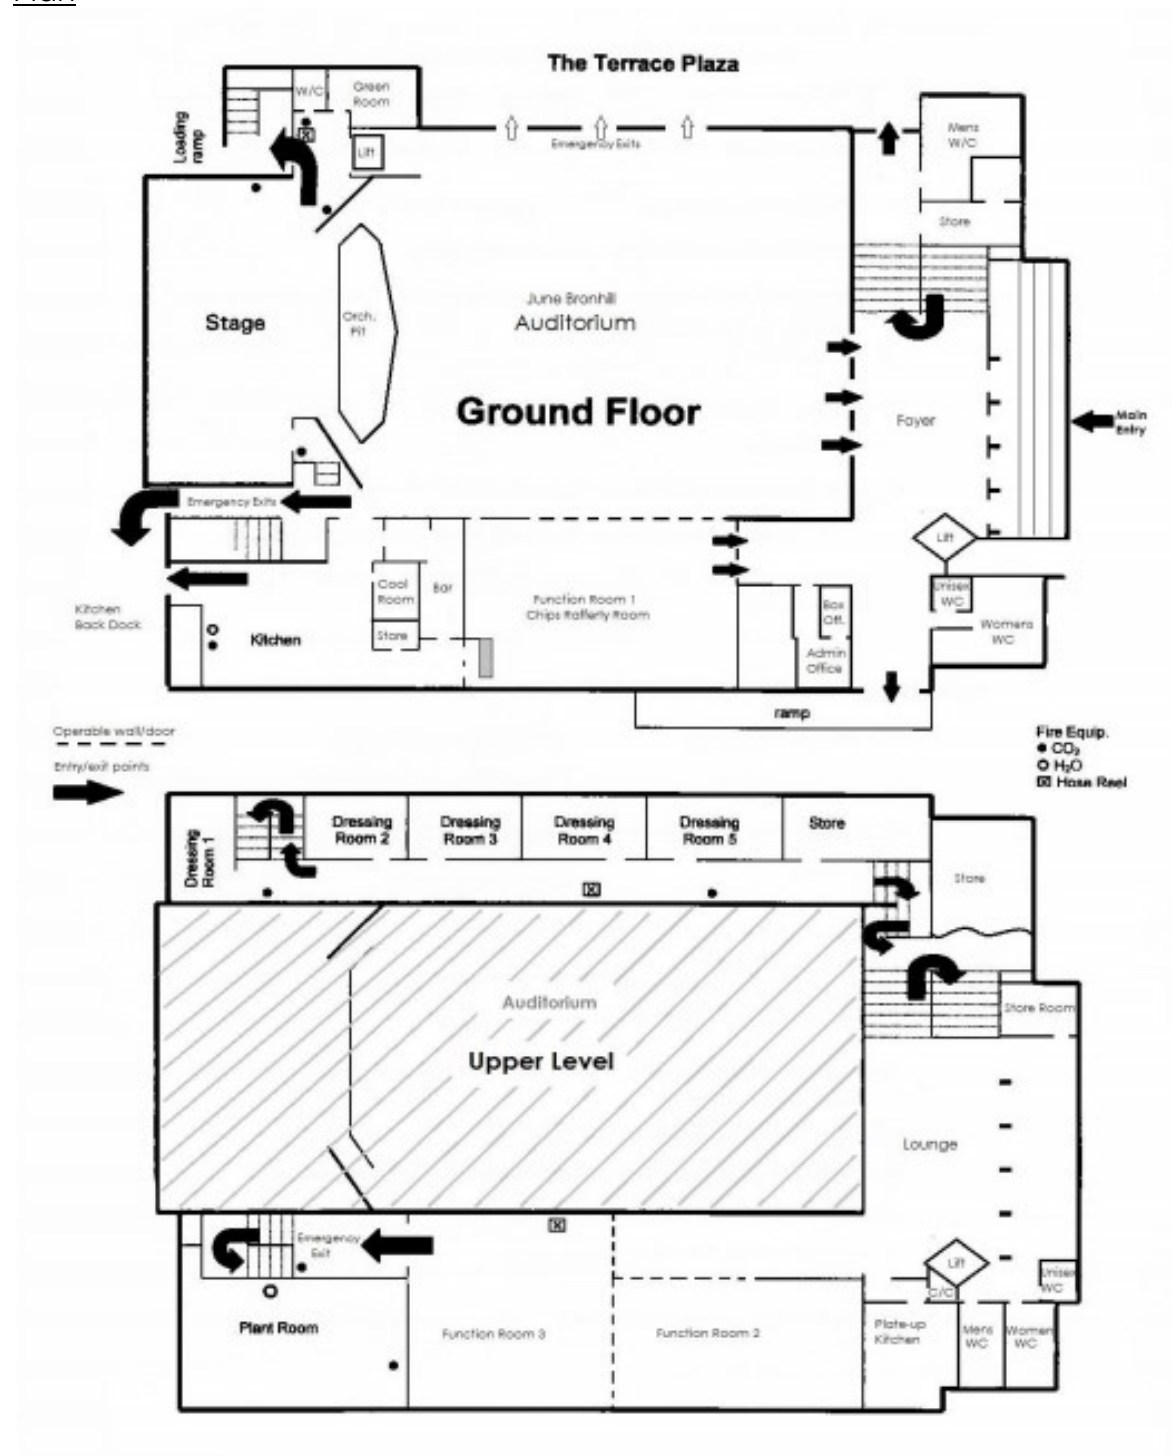 Plan
The Terrace Plaza
Loading
ramp
W/C
Green
Room
Lift
Emergency Exits
Mens
W/C
Store
Stage
Orch.
Pit
June Bronhill
Auditorium
Ground Floor
Foyer
Main
Entry
Emergency Exits
Lift
Kitchen
Back Dock
Cool
Room
Bar
Store
Kitchen
Function Room 1
Chips Rafferty Room
Box
Off.
Admin
Office
Unisex
WC
Womens
WC
ramp
Operable wall/door
Entry/exit points
Fire Equip.
CO₂
H₂O
Hose Reel
Dressing
Room 1
Dressing
Room 2
Dressing
Room 3
Dressing
Room 4
Dressing
Room 5
Store
Store
Auditorium
Upper Level
Store Room
Lounge
Emergency
Exit
Lift
Unisex
WC
C/C
Plant Room
Function Room 3
Function Room 2
Plate-up
Kitchen
Mens
WC
Women
WC